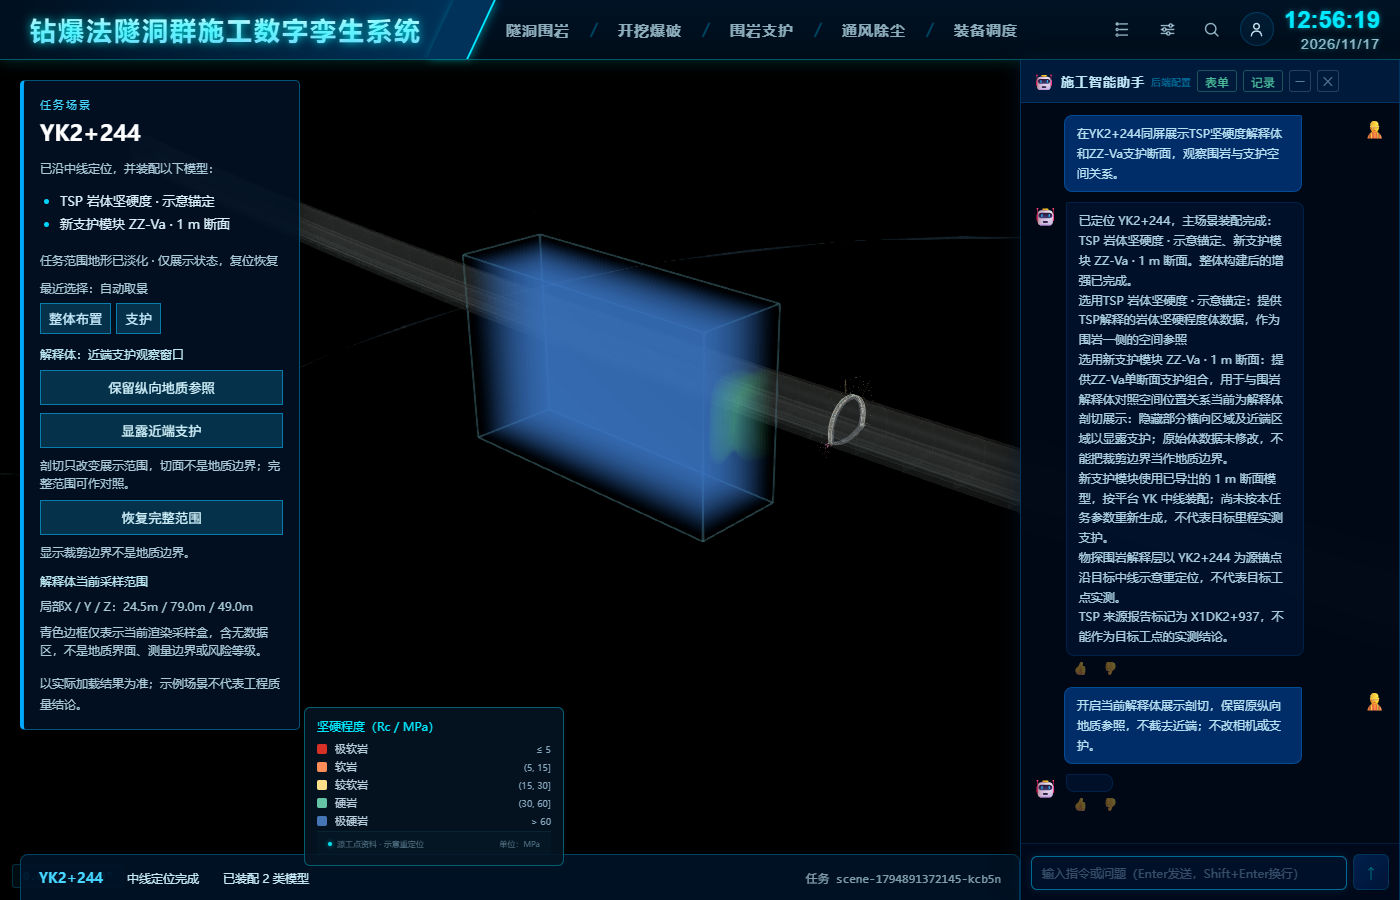 钻爆法隧洞群施工数字孪生系统
隧洞围岩 / 开挖爆破 / 围岩支护 / 通风除尘 / 装备调度
12:56:19
2026/11/17
任务场景
YK2+244
已沿中线定位，并装配以下模型：
TSP 岩体坚硬度 · 示意锚定
新支护模块 ZZ-Va · 1 m 断面
任务范围地形已淡化 · 仅展示状态，复位恢复
最近选择：自动取景
整体布置
支护
解释体：近端支护观察窗口
保留纵向地质参照
显露近端支护
剖切只改变展示范围，切面不是地质边界；完
整范围可作对照。
恢复完整范围
显示裁剪边界不是地质边界。
解释体当前采样范围
局部X / Y / Z：24.5m / 79.0m / 49.0m
青色边框仅表示当前渲染采样盒，含无数据
区，不是地质界面、测量边界或风险等级。
以实际加载结果为准；示例场景不代表工程质
量结论。
坚硬程度（Rc / MPa）
极软岩 ≤ 5
软岩 (5, 15]
较软岩 (15, 30]
硬岩 (30, 60]
极硬岩 > 60
源工点资料 · 示意重定位 单位：MPa
YK2+244 中线定位完成 已装配 2 类模型
任务 scene-1794891372145-kcb5n
施工智能助手 后端配置 表单 记录
在YK2+244同屏展示TSP坚硬度解释体
和ZZ-Va支护断面，观察围岩与支护空
间关系。
已定位 YK2+244，主场景装配完成：
TSP 岩体坚硬度 · 示意锚定、新支护模
块 ZZ-Va · 1 m 断面。整体构建后的增
强已完成。
选用TSP 岩体坚硬度 · 示意锚定：提供
TSP解释的岩体坚硬程度体数据，作为
围岩一侧的空间参照
选用新支护模块 ZZ-Va · 1 m 断面：提
供ZZ-Va单断面支护组合，用于与围岩
解释体对照空间位置关系当前为解释体
剖切展示：隐藏部分横向区域及近端区
域以显露支护；原始体数据未修改，不
能把裁剪边界当作地质边界。
新支护模块使用已导出的 1 m 断面模
型，按平台 YK 中线装配；尚未按本任
务参数重新生成，不代表目标里程实测
支护。
物探围岩解释层以 YK2+244 为源锚点
沿目标中线示意重定位，不代表目标工
点实测。
TSP 来源报告标记为 X1DK2+937，不
能作为目标工点的实测结论。
开启当前解释体展示剖切，保留原纵向
地质参照，不截去近端；不改相机或支
护。
输入指令或问题（Enter发送，Shift+Enter换行）